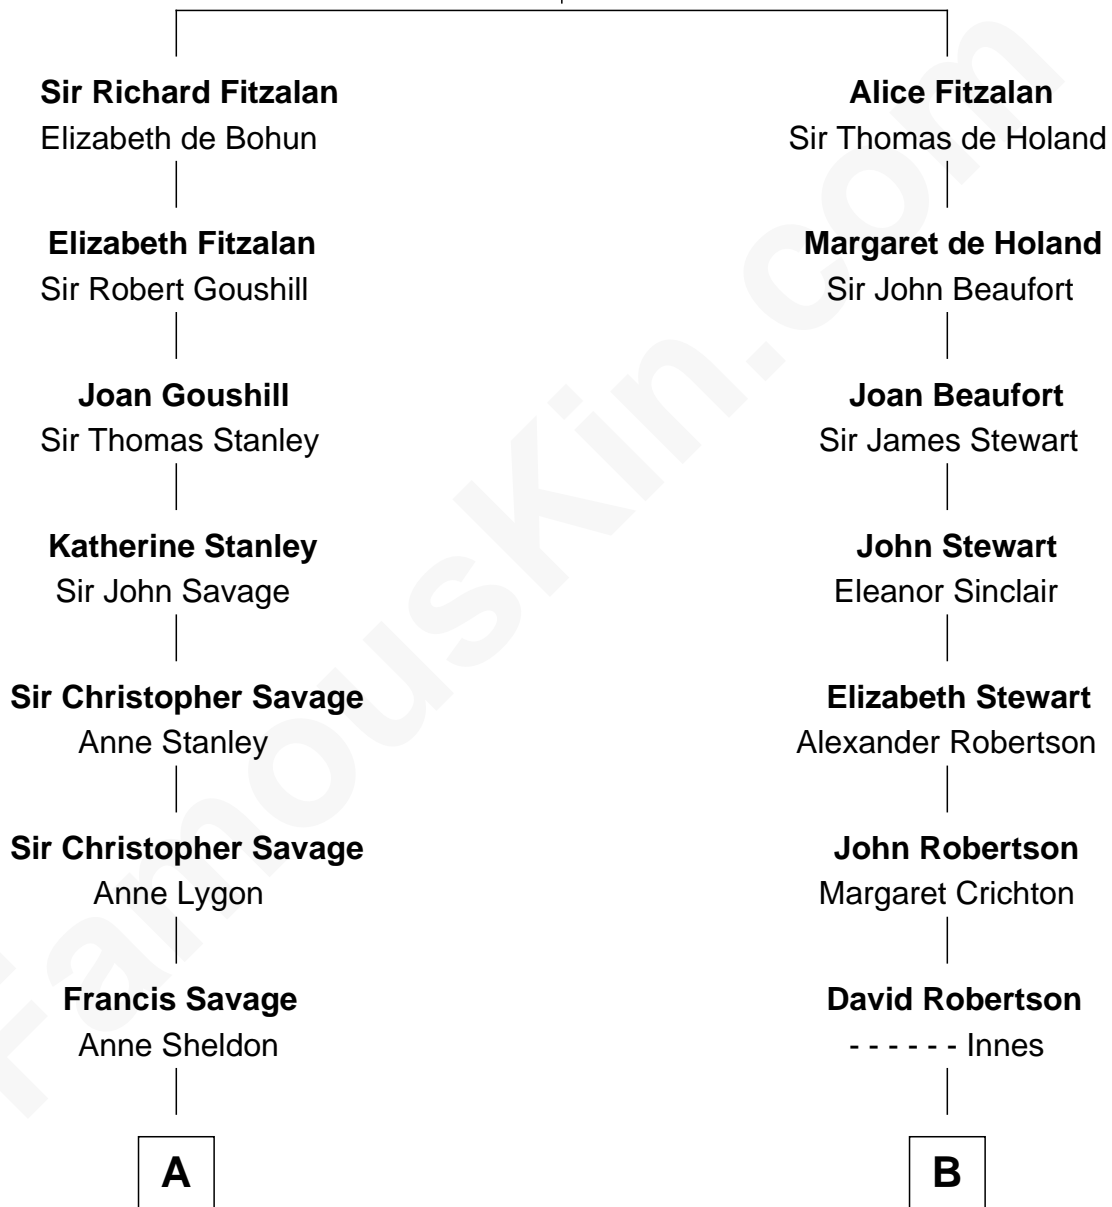 Sir Richard Fitzalan
Elizabeth de Bohun
Elizabeth Fitzalan
Sir Robert Goushill
Joan Goushill
Sir Thomas Stanley
Katherine Stanley
Sir John Savage
Sir Christopher Savage
Anne Stanley
Sir Christopher Savage
Anne Lygon
Francis Savage
Anne Sheldon
A
Alice Fitzalan
Sir Thomas de Holand
Margaret de Holand
Sir John Beaufort
Joan Beaufort
Sir James Stewart
John Stewart
Eleanor Sinclair
Elizabeth Stewart
Alexander Robertson
John Robertson
Margaret Crichton
David Robertson
- - - - - - Innes
B
FamousKin.com